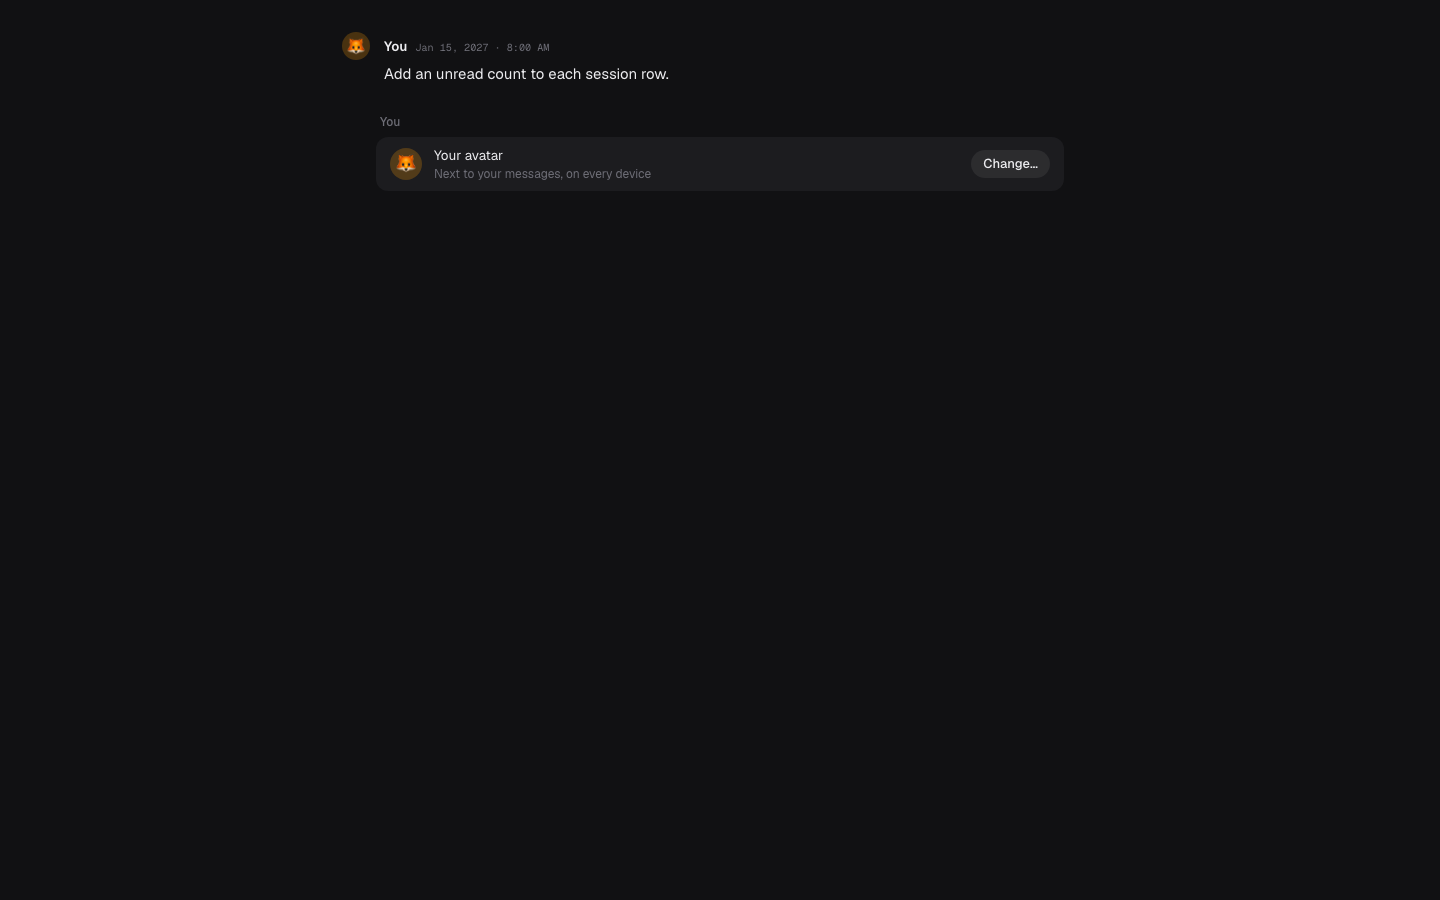 You Jan 15, 2027 · 8:00 AM
Add an unread count to each session row.
You
Your avatar
Next to your messages, on every device
Change…